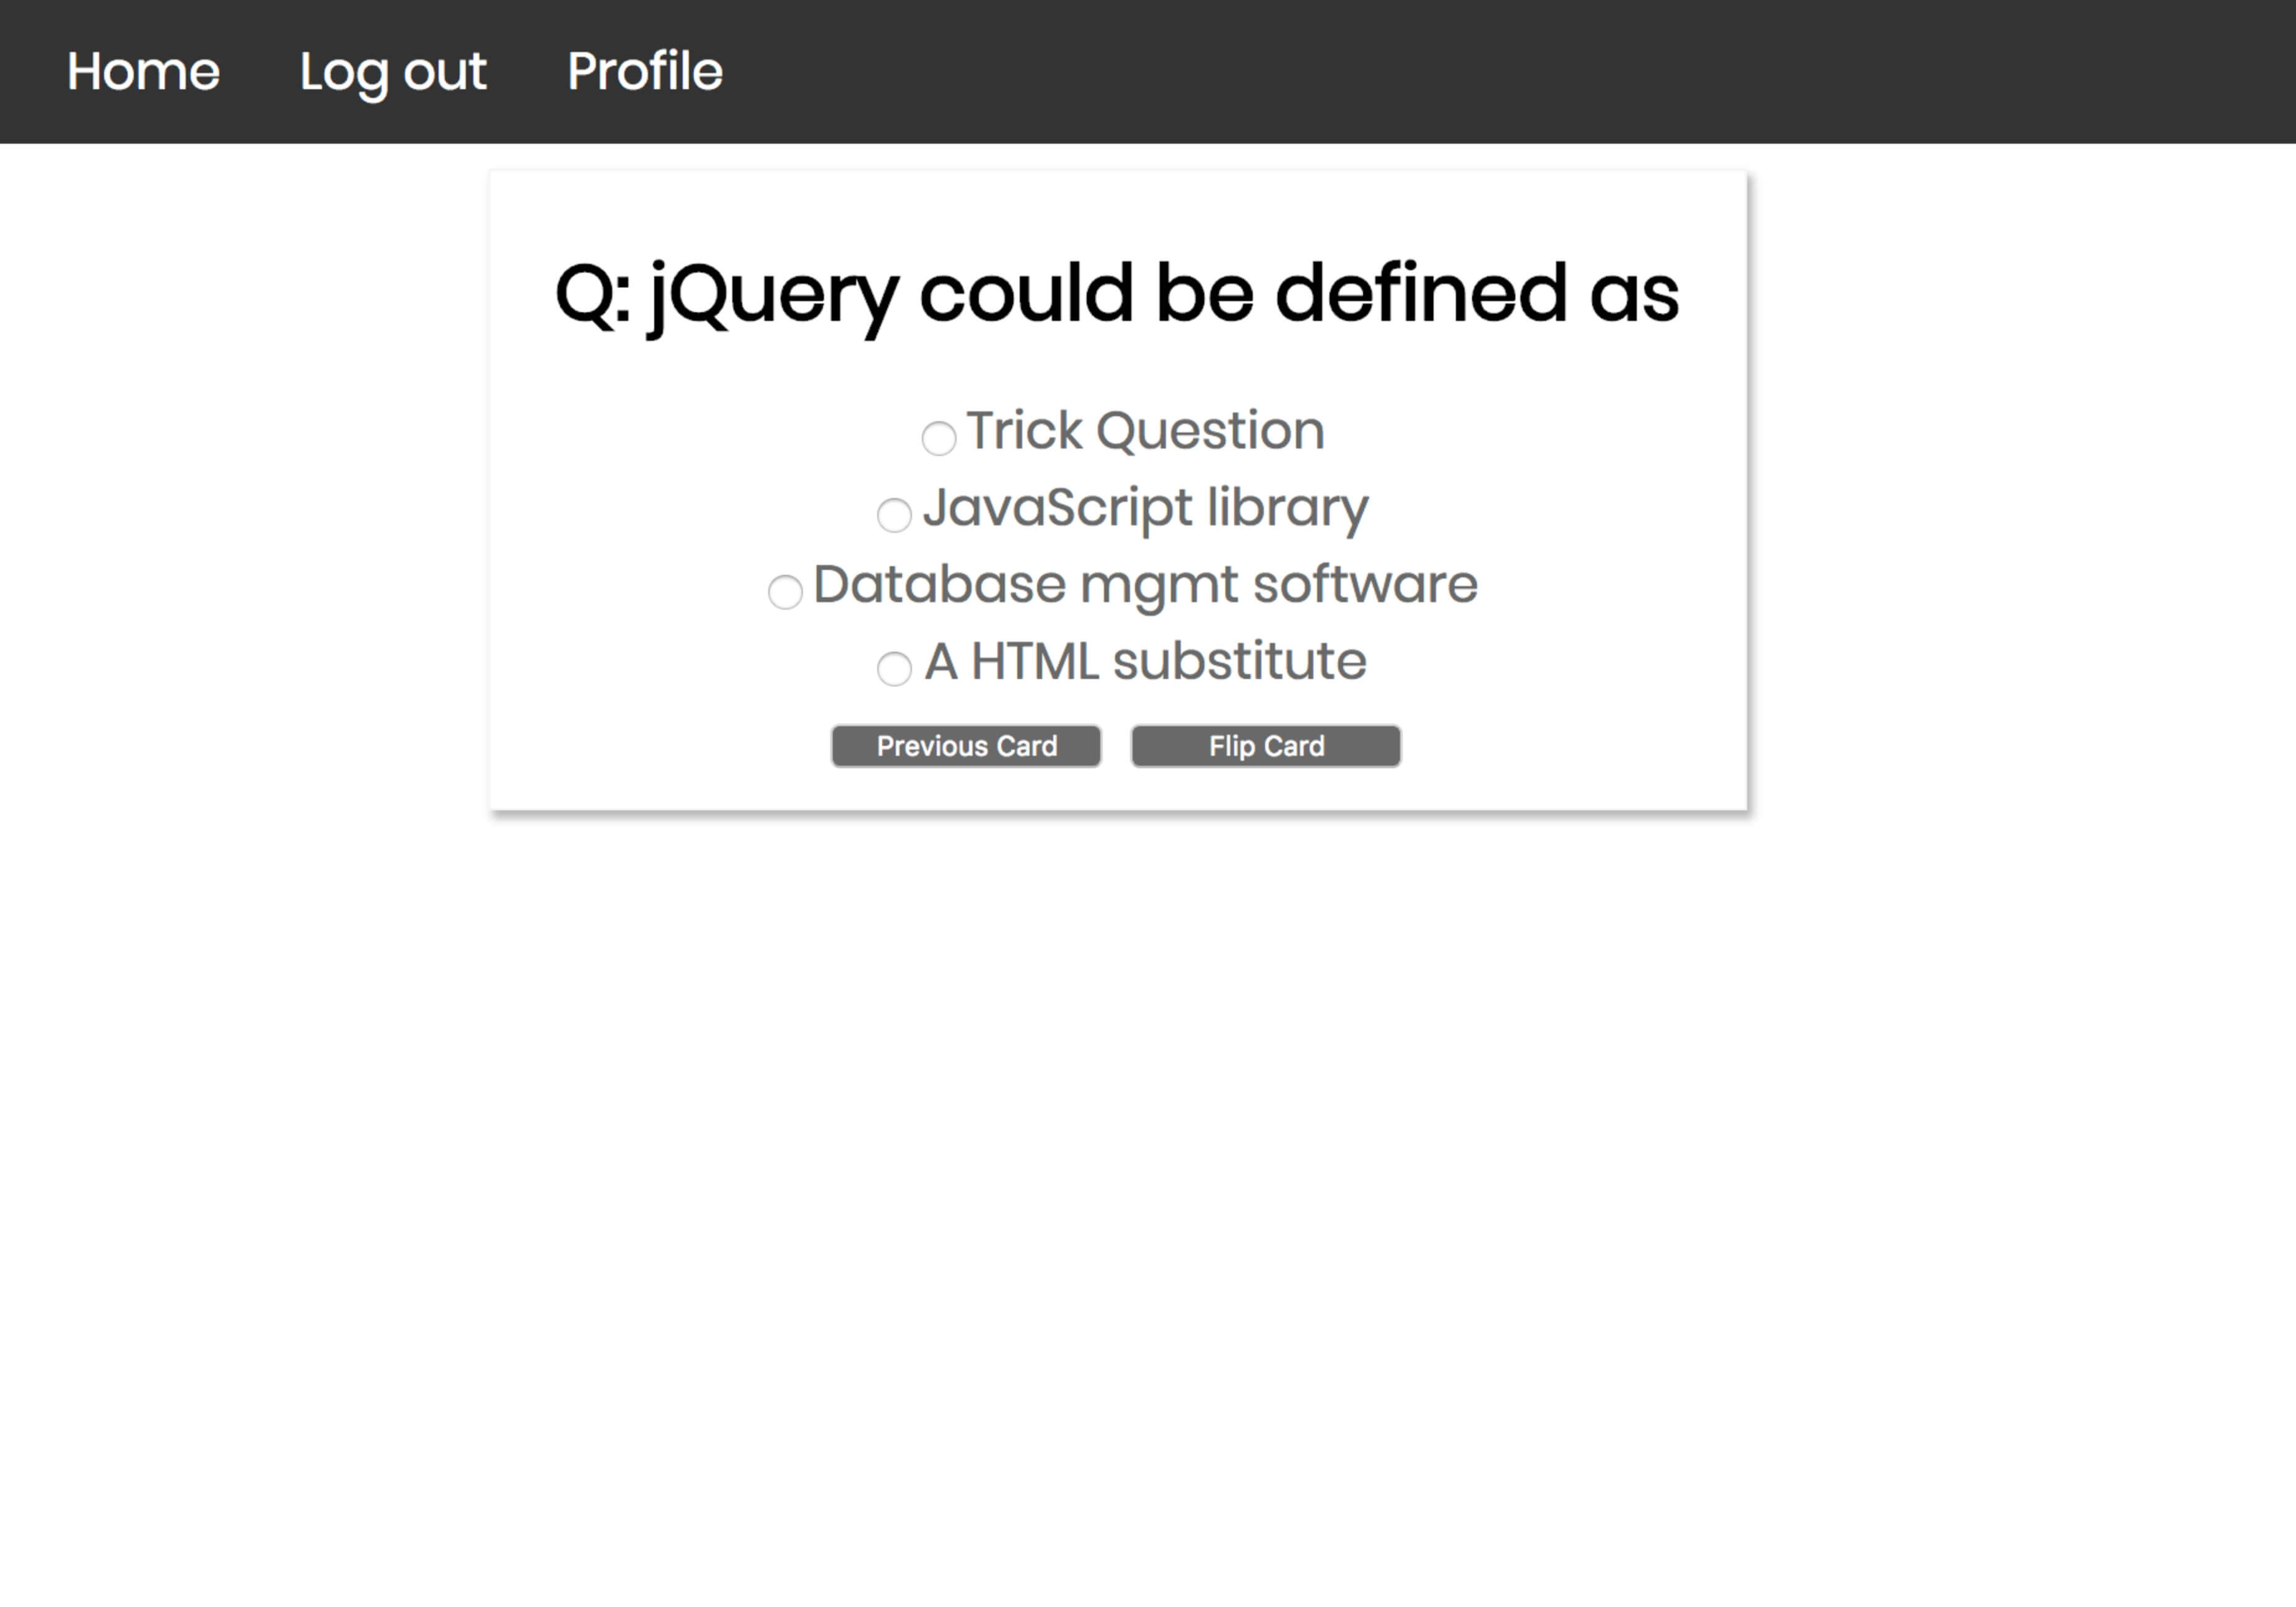 Home Log out Profile
Q: jQuery could be defined as
Trick Question
JavaScript library
Database mgmt software
A HTML substitute
Previous Card Flip Card